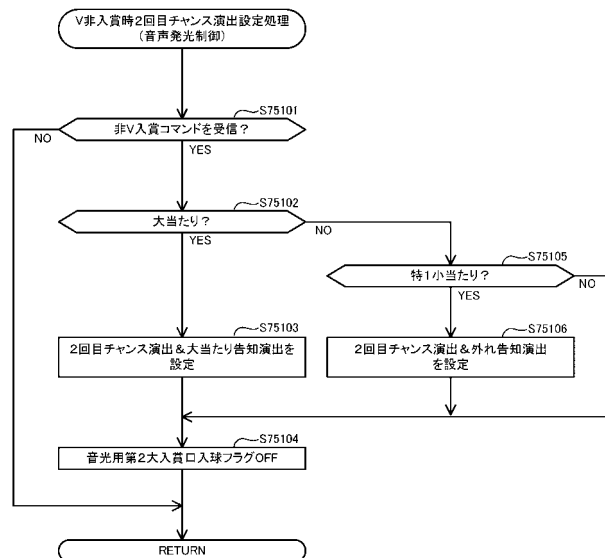 V非入賞時2回目チャンス演出設定処理
(音声発光制御)
S75101
非V入賞コマンドを受信?
NO
YES
S75102
大当たり?
NO
YES
S75105
特1小当たり?
NO
YES
S75103
2回目チャンス演出&大当たり告知演出を
設定
S75106
2回目チャンス演出&外れ告知演出
を設定
S75104
音光用第2大入賞口入球フラグOFF
RETURN